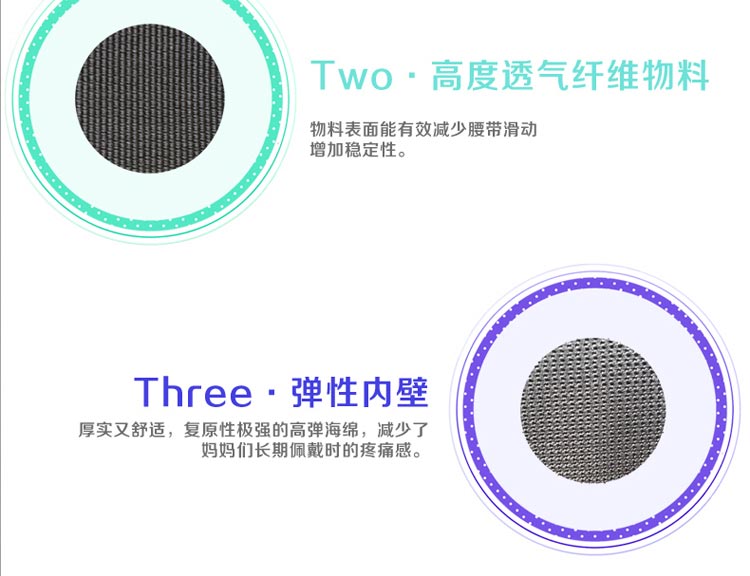 Two·高度透气纤维物料
物料表面能有效减少腰带滑动
增加稳定性。
Three·弹性内壁
厚实又舒适，复原性极强的高弹海绵，减少了
妈妈们长期佩戴时的疼痛感。